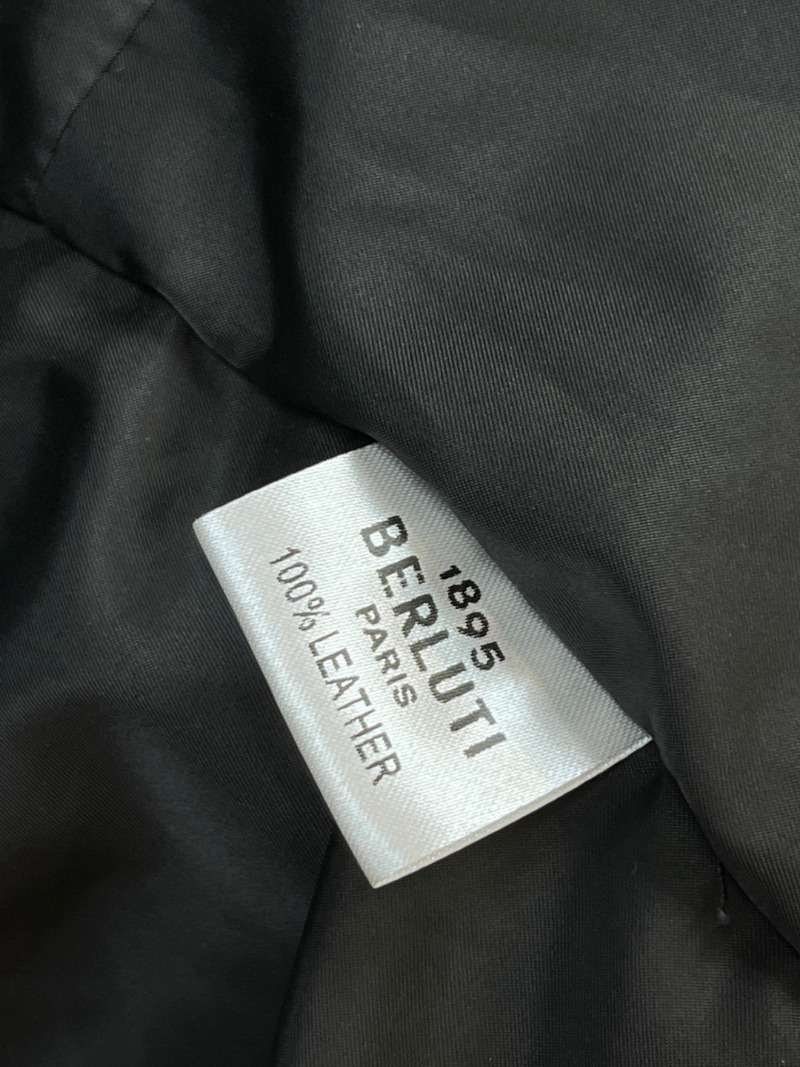 1895
BERLUTI
PARIS
100% LEATHER